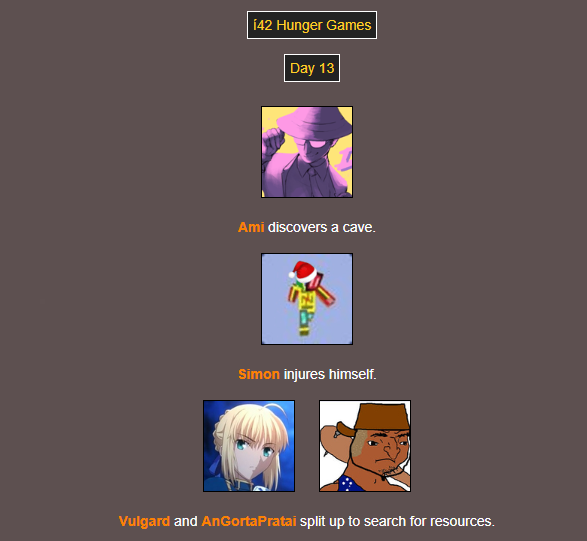 í42 Hunger Games
Day 13
Ami discovers a cave.
Simon injures himself.
Vulgard and AnGortaPratai split up to search for resources.